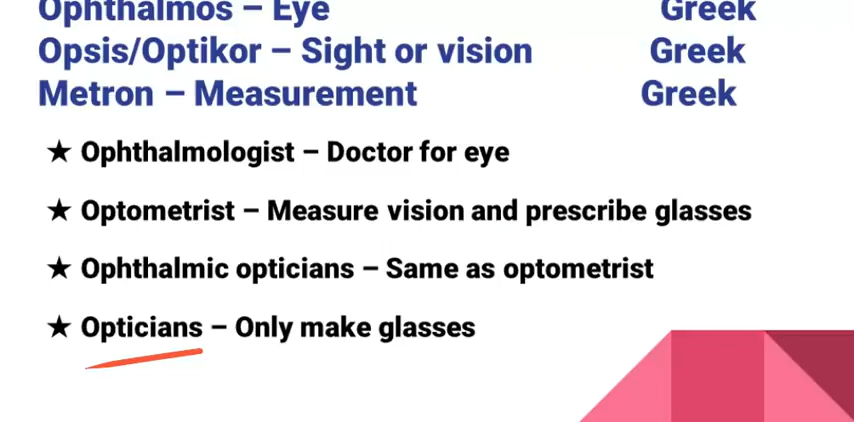 Ophthalmos – Eye Greek
Opsis/Optikor – Sight or vision Greek
Metron – Measurement Greek
★ Ophthalmologist – Doctor for eye
★ Optometrist – Measure vision and prescribe glasses
★ Ophthalmic opticians – Same as optometrist
★ Opticians – Only make glasses